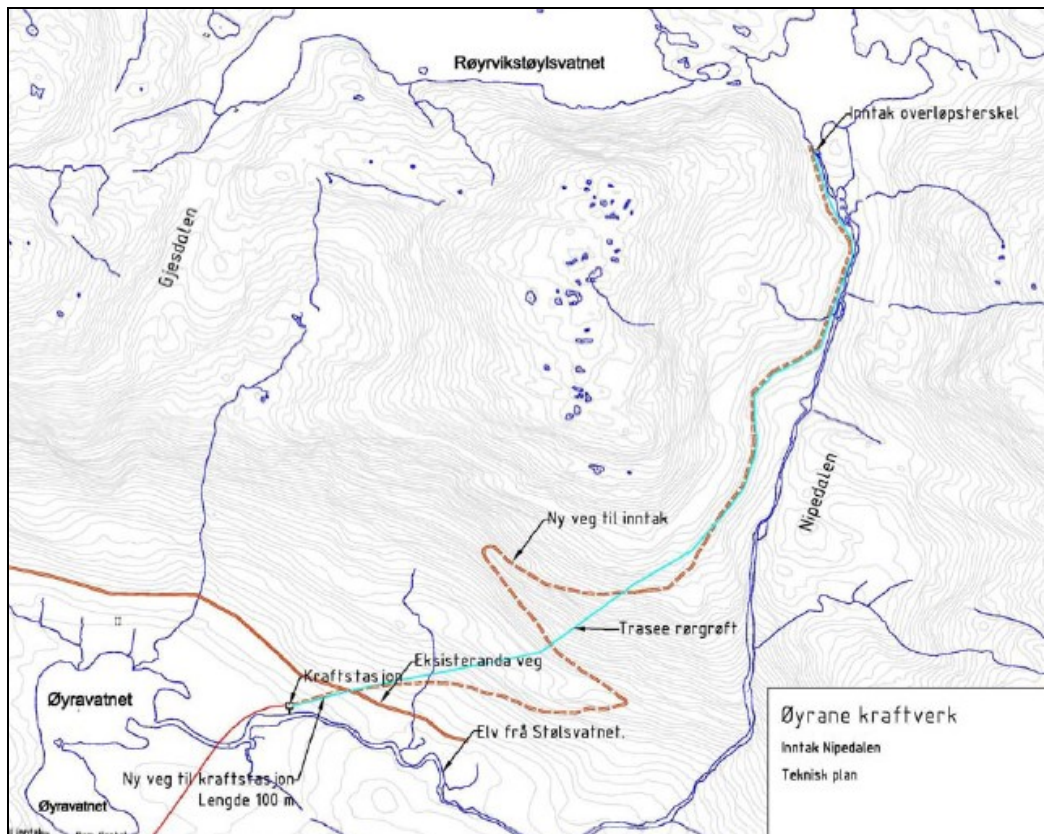 Røyrvikstøylsvatnet
Inntak overløpsterskel
Gjesdalen
Nipedalen
Ny veg til inntak
Trasee rørgrøft
Eksisteranda veg
Kraftstasjon
Øyravatnet
Elv frå Stølsvatnet.
Ny veg til kraftstasjon
Lengde 100 m
Øyravatnet
Øyrane kraftverk
Inntak Nipedalen
Teknisk plan